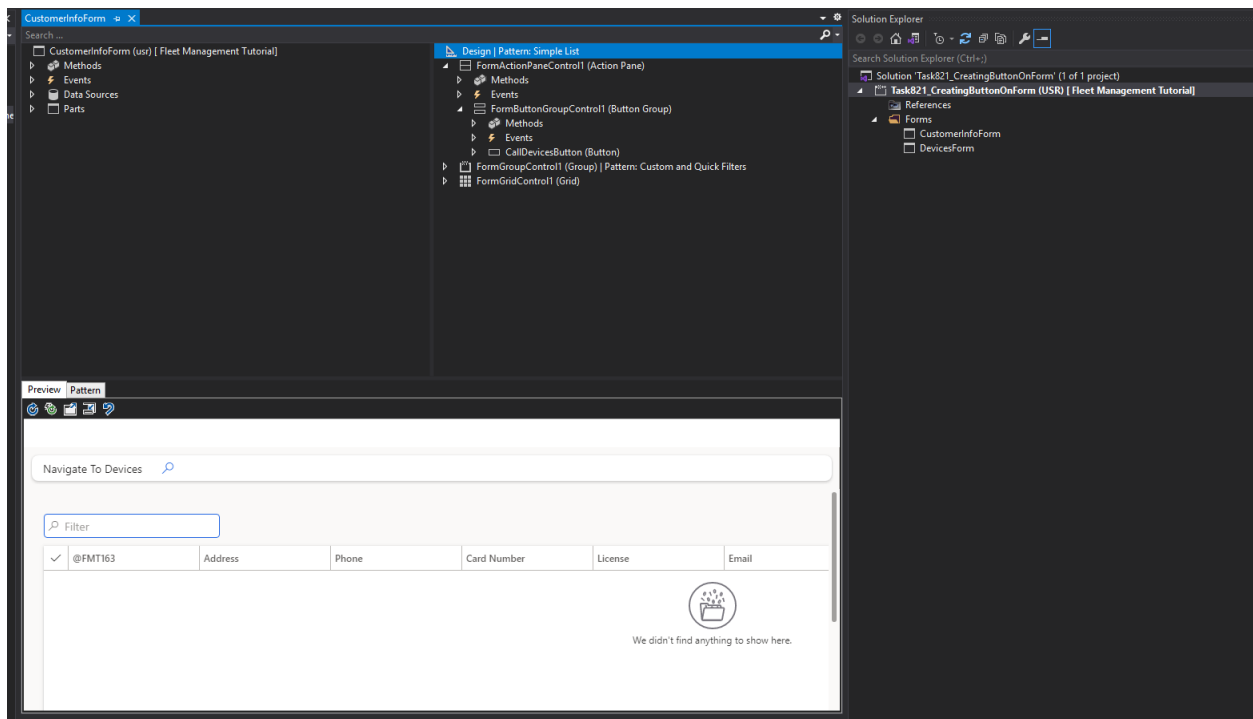 CustomerInfoForm
Search ...
CustomerInfoForm (usr) [ Fleet Management Tutorial]
Methods
Events
Data Sources
Parts
Design | Pattern: Simple List
FormActionPaneControl1 (Action Pane)
Methods
Events
FormButtonGroupControl1 (Button Group)
Methods
Events
CallDevicesButton (Button)
FormGroupControl1 (Group) | Pattern: Custom and Quick Filters
FormGridControl1 (Grid)
Preview Pattern
Navigate To Devices
Filter
@FMT163 Address Phone Card Number License Email
We didn't find anything to show here.
Solution Explorer
Search Solution Explorer (Ctrl+;)
Solution 'Task821_CreatingButtonOnForm' (1 of 1 project)
Task821_CreatingButtonOnForm (USR) [ Fleet Management Tutorial]
References
Forms
CustomerInfoForm
DevicesForm